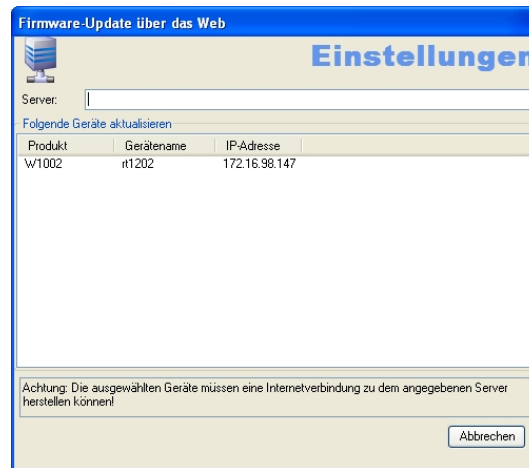 Firmware-Update über das Web
Einstellungen
Server:
Folgende Geräte aktualisieren
Produkt Gerätename IP-Adresse
W1002 rt1202 172.16.98.147
Achtung: Die ausgewählten Geräte müssen eine Internetverbindung zu dem angegebenen Server
herstellen können!
Abbrechen